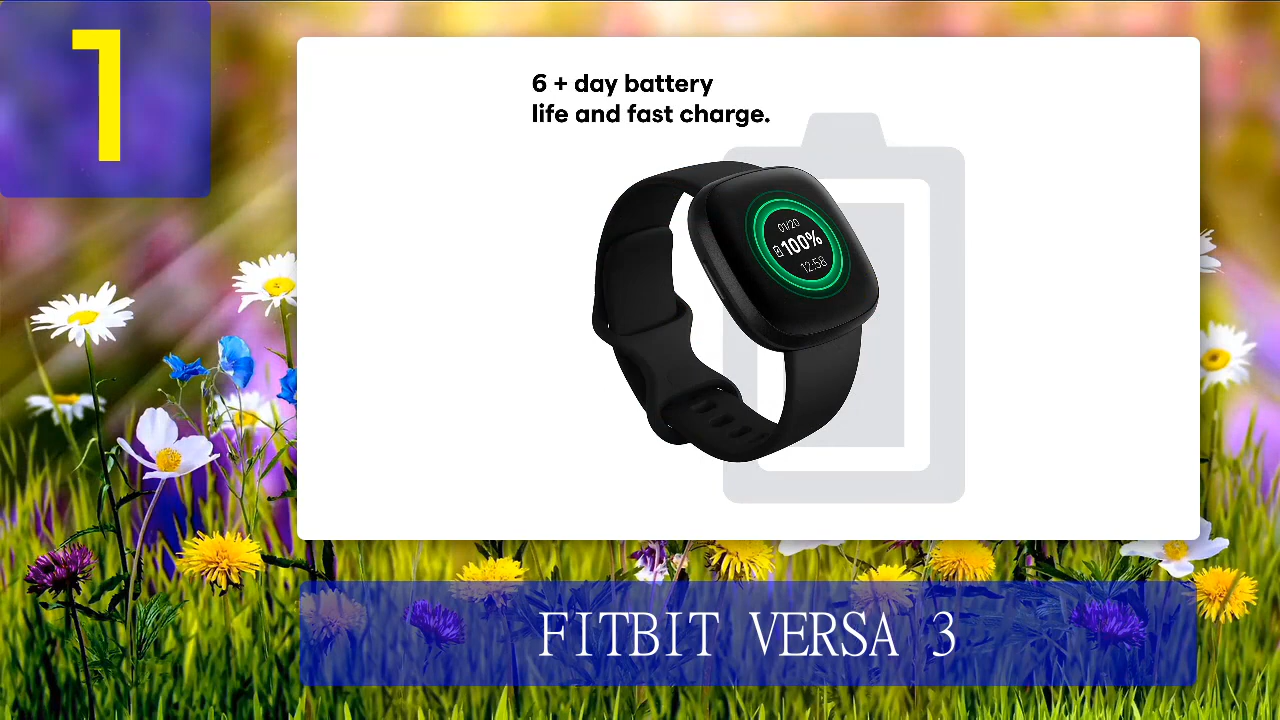 1
6 + day battery
life and fast charge.
01/20
100%
12:58
FITBIT VERSA 3